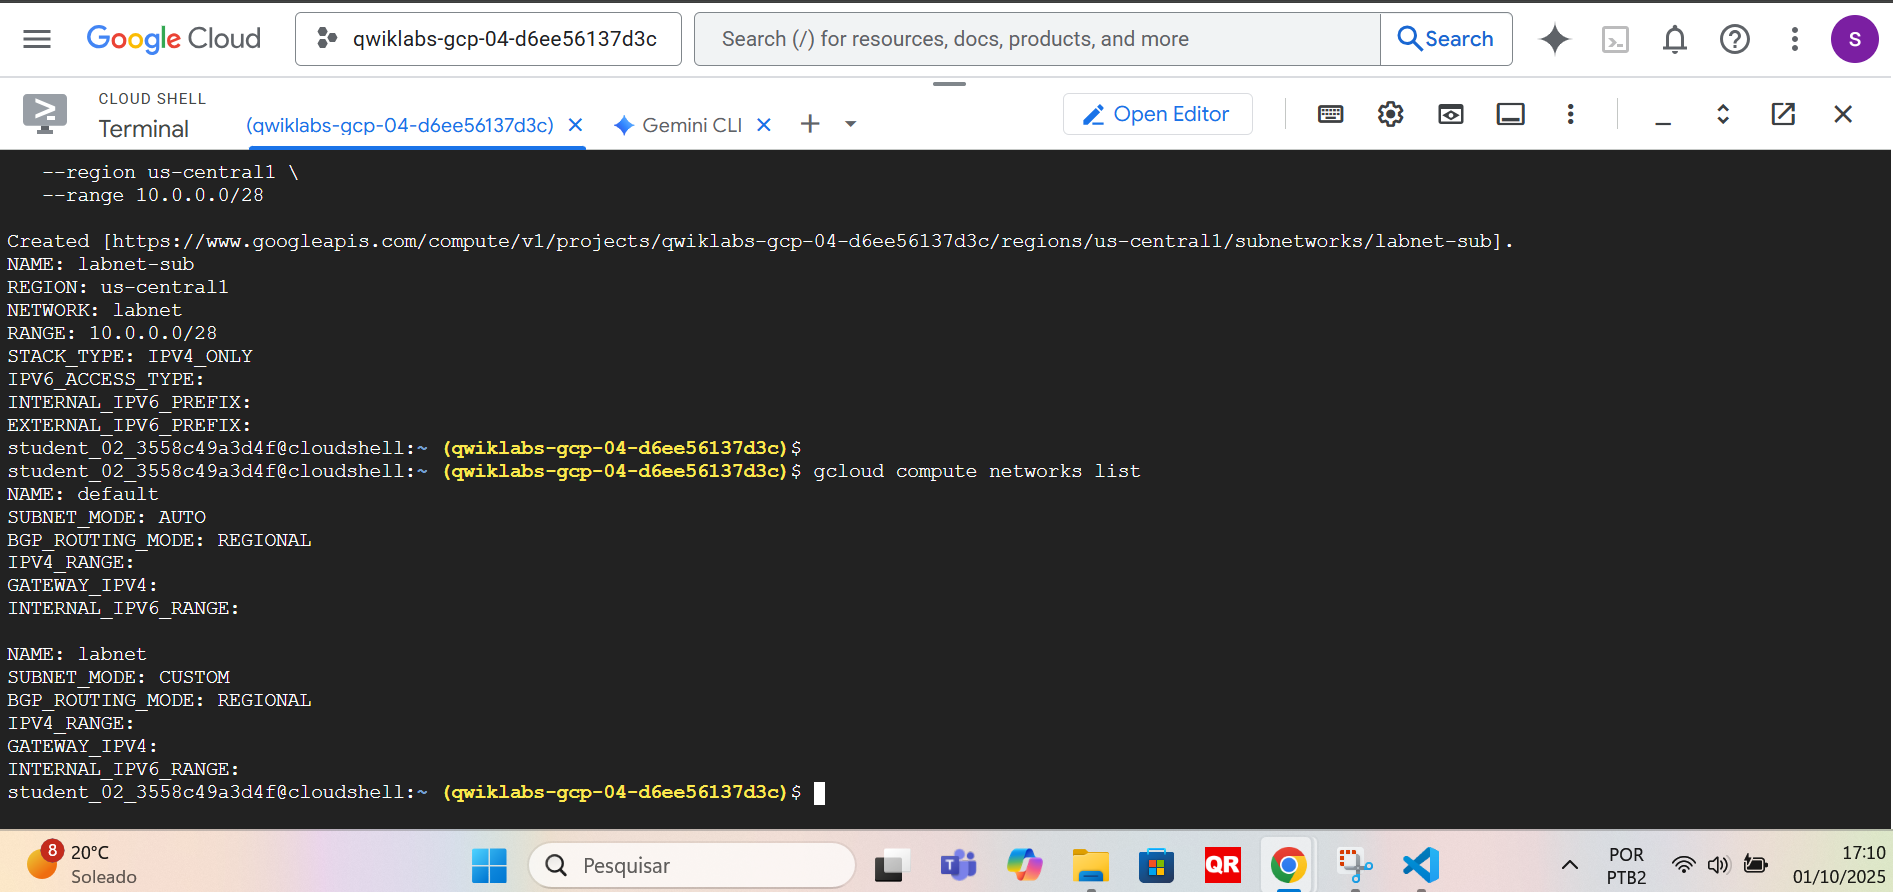 Google Cloud
qwiklabs-gcp-04-d6ee56137d3c
Search (/) for resources, docs, products, and more
Search
S
CLOUD SHELL
Terminal
(qwiklabs-gcp-04-d6ee56137d3c)
Gemini CLI
Open Editor
--region us-central1 \
--range 10.0.0.0/28
Created [https://www.googleapis.com/compute/v1/projects/qwiklabs-gcp-04-d6ee56137d3c/regions/us-central1/subnetworks/labnet-sub].
NAME: labnet-sub
REGION: us-central1
NETWORK: labnet
RANGE: 10.0.0.0/28
STACK_TYPE: IPV4_ONLY
IPV6_ACCESS_TYPE:
INTERNAL_IPV6_PREFIX:
EXTERNAL_IPV6_PREFIX:
student_02_3558c49a3d4f@cloudshell:~ (qwiklabs-gcp-04-d6ee56137d3c)$
student_02_3558c49a3d4f@cloudshell:~ (qwiklabs-gcp-04-d6ee56137d3c)$ gcloud compute networks list
NAME: default
SUBNET_MODE: AUTO
BGP_ROUTING_MODE: REGIONAL
IPV4_RANGE:
GATEWAY_IPV4:
INTERNAL_IPV6_RANGE:
NAME: labnet
SUBNET_MODE: CUSTOM
BGP_ROUTING_MODE: REGIONAL
IPV4_RANGE:
GATEWAY_IPV4:
INTERNAL_IPV6_RANGE:
student_02_3558c49a3d4f@cloudshell:~ (qwiklabs-gcp-04-d6ee56137d3c)$
8
20°C
Soleado
Pesquisar
QR
POR
PTB2
17:10
01/10/2025